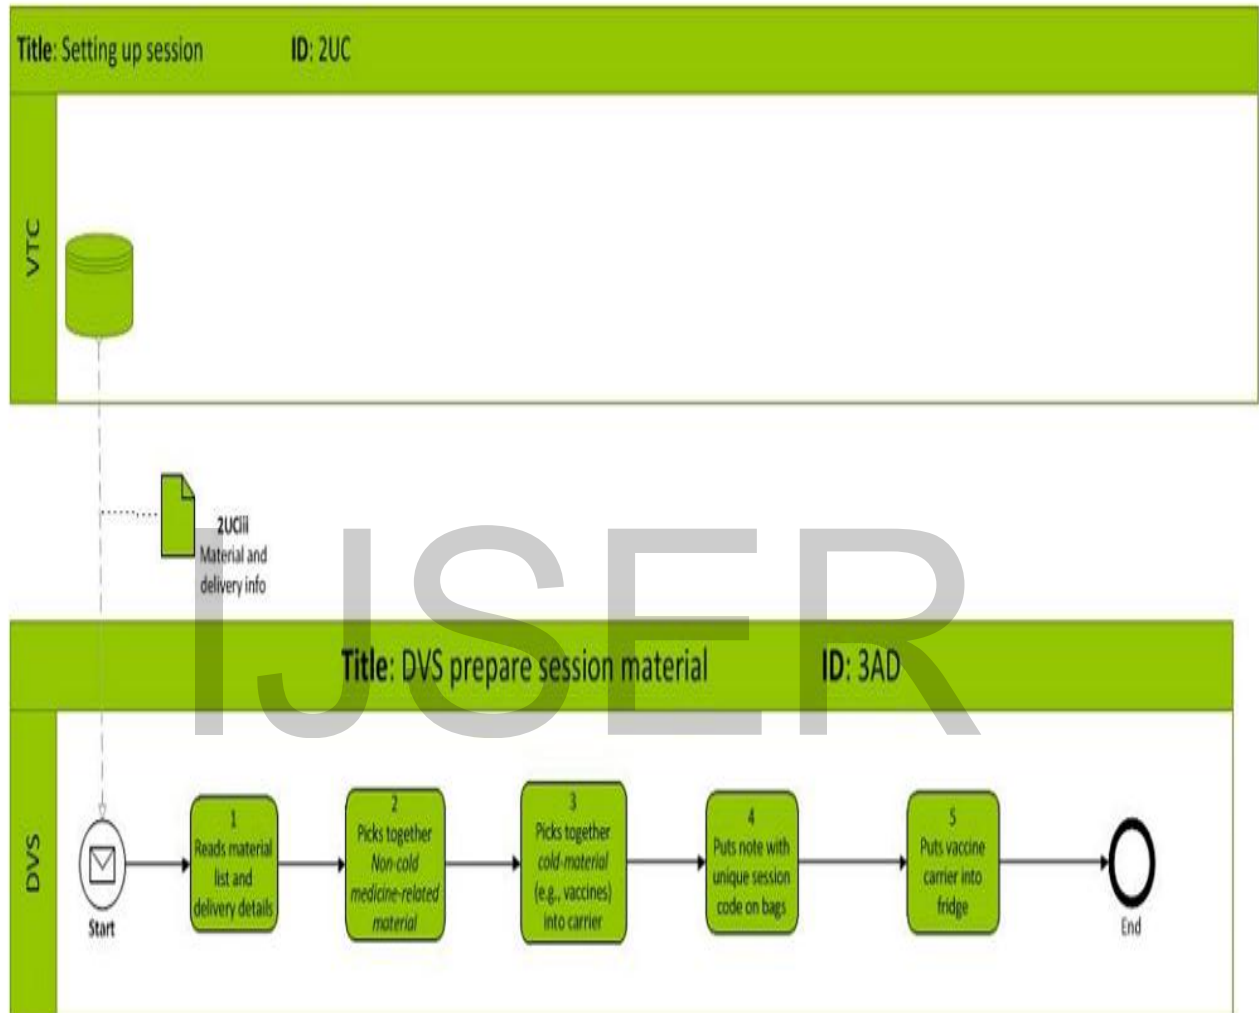 Title: Setting up session ID: 2UC
VTC
2UCiii
Material and
delivery info
IJSER
Title: DVS prepare session material ID: 3AD
DVS
Start
1
Reads material
list and
delivery details
2
Picks together
Non-cold
medicine-related
material
3
Picks together
cold-material
(e.g., vaccines)
into carrier
4
Puts note with
unique session
code on bags
5
Puts vaccine
carrier into
fridge
End